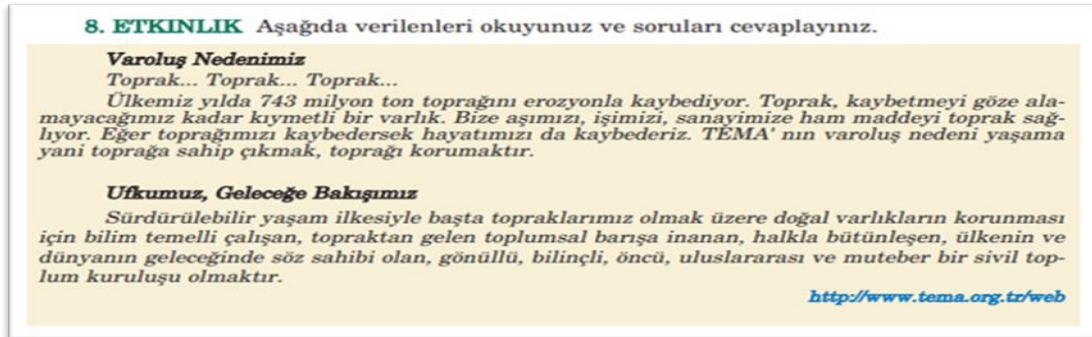 8. ETKINLIK Aşağıda verilenleri okuyunuz ve soruları cevaplayınız.
Varoluş Nedenimiz
Toprak... Toprak... Toprak...
Ülkemiz yılda 743 milyon ton toprağını erozyonla kaybediyor. Toprak, kaybetmeyi göze ala-
mayacağımız kadar kıymetli bir varlık. Bize aşımızı, işimizi, sanayimize ham maddeyi toprak sağ-
lıyor. Eğer toprağımızı kaybedersek hayatımızı da kaybederiz. TEMA' nın varoluş nedeni yaşama
yani toprağa sahip çıkmak, toprağı korumaktır.
Ufkumuz, Geleceğe Bakışımız
Sürdürülebilir yaşam ilkesiyle başta topraklarımız olmak üzere doğal varlıkların korunması
için bilim temelli çalışan, topraktan gelen toplumsal barışa inanan, halkla bütünleşen, ülkenin ve
dünyanın geleceğinde söz sahibi olan, gönüllü, bilinçli, öncü, uluslararası ve muteber bir sivil top-
lum kuruluşu olmaktır.
http://www.tema.org.tr/web